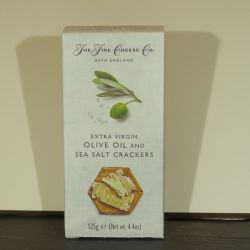 THE FINE CHEESE CO.
BATH ENGLAND
EXTRA VIRGIN
OLIVE OIL AND
SEA SALT CRACKERS
125g e (Net wt 4.4oz)